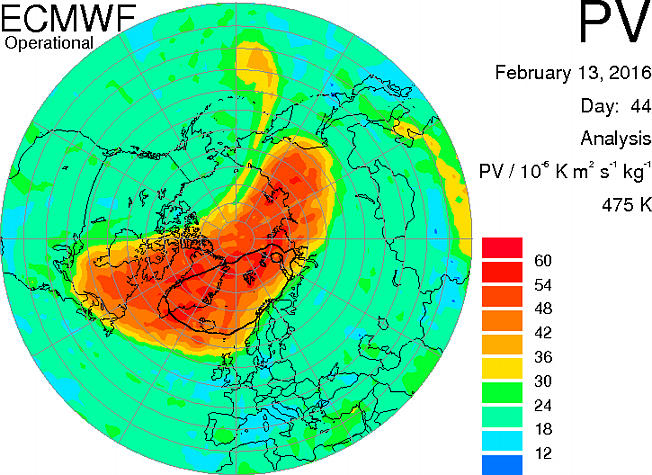 ECMWF
Operational
PV
February 13, 2016
Day: 44
Analysis
PV / 10⁻⁶ K m² s⁻¹ kg⁻¹
475 K
60
54
48
42
36
30
24
18
12